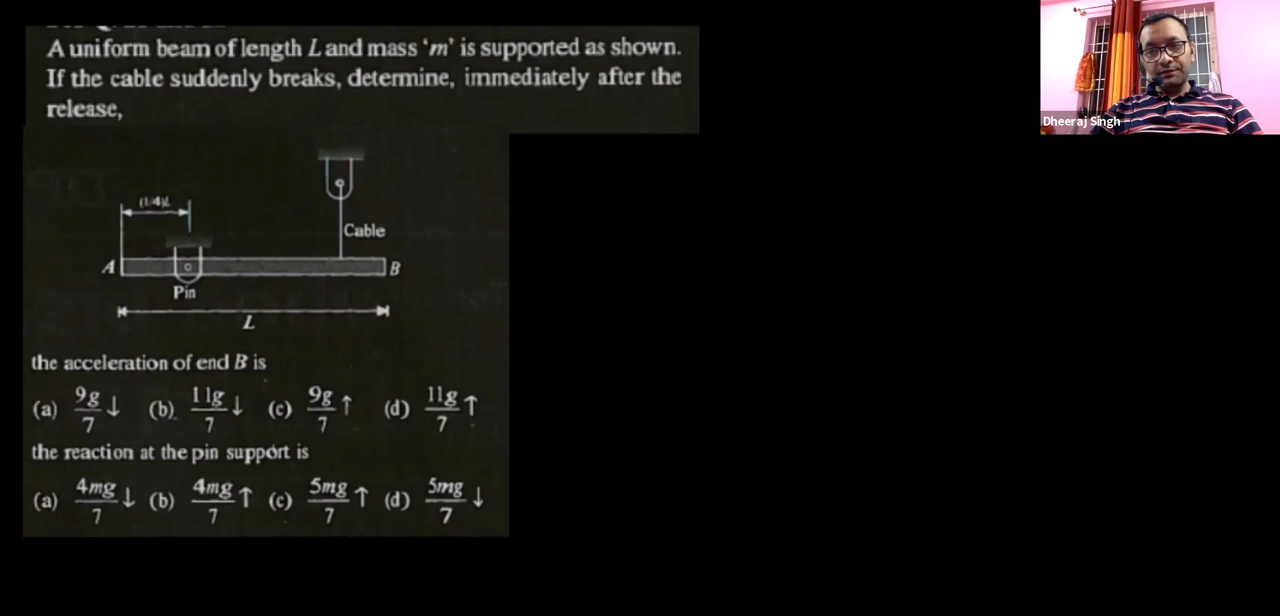 A uniform beam of length L and mass ‘m’ is supported as shown.
If the cable suddenly breaks, determine, immediately after the
release,
Dheeraj Singh
(1/4)L
Cable
A
B
Pin
L
the acceleration of end B is
(a) 9g/7 ↓ (b) 11g/7 ↓ (c) 9g/7 ↑ (d) 11g/7 ↑
the reaction at the pin support is
(a) 4mg/7 ↓ (b) 4mg/7 ↑ (c) 5mg/7 ↑ (d) 5mg/7 ↓